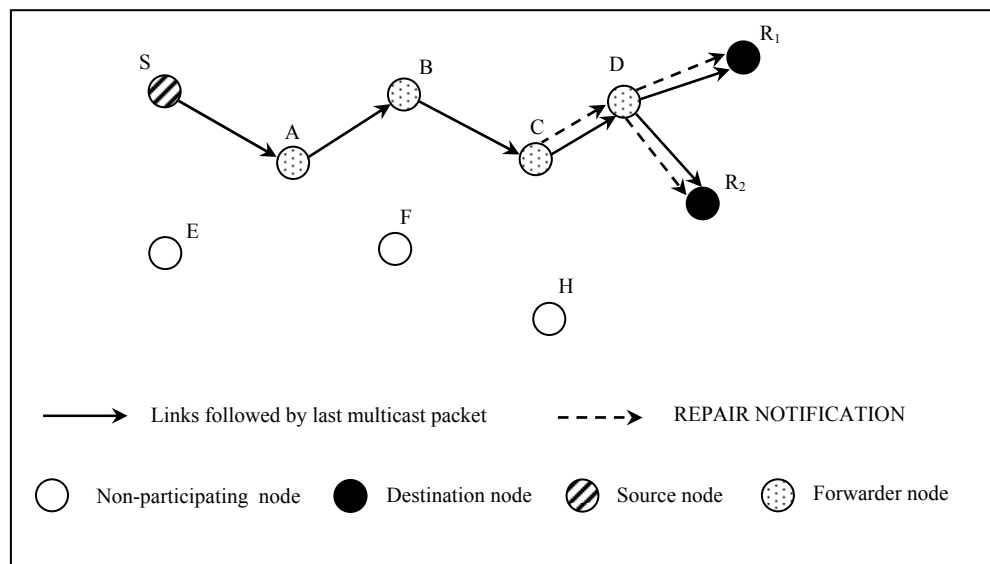 S
A
B
C
D
R₁
R₂
E
F
H
Links followed by last multicast packet
REPAIR NOTIFICATION
Non-participating node
Destination node
Source node
Forwarder node